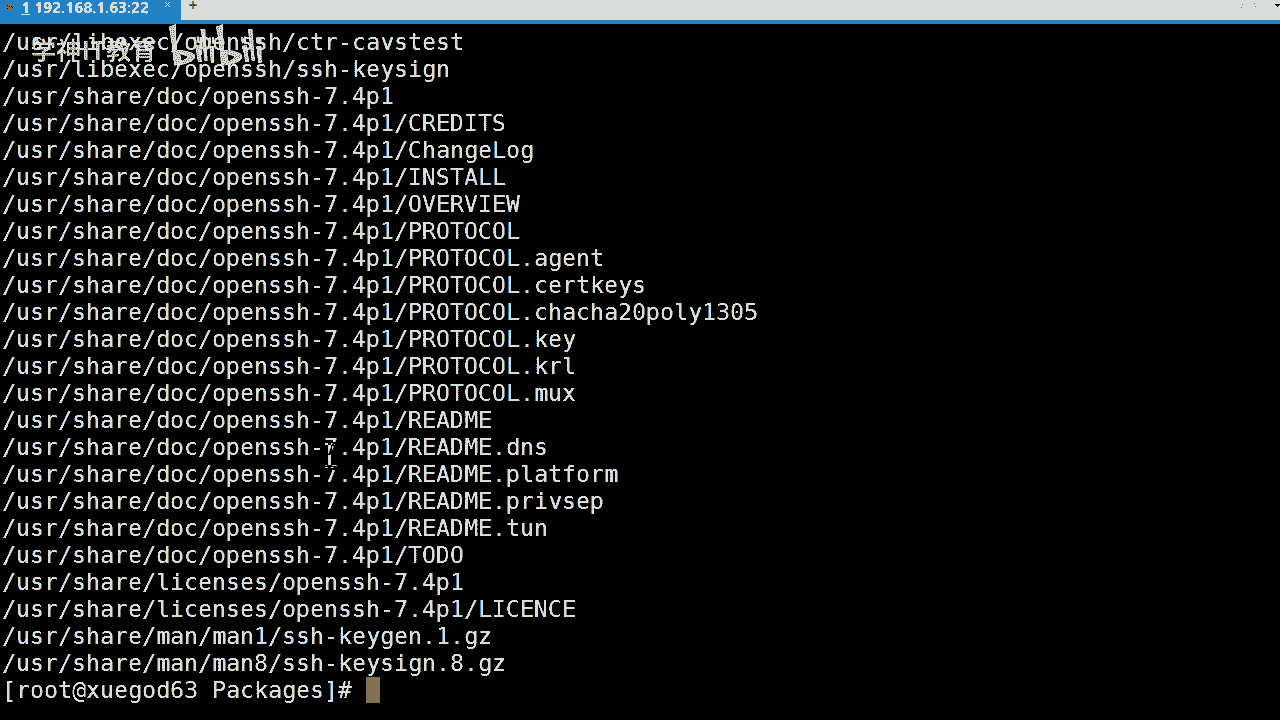 1 192.168.1.63:22 × +
/usr/libexec/openssh/ctr-cavstest
学神IT教育 bilibili
/usr/libexec/openssh/ssh-keysign
/usr/share/doc/openssh-7.4p1
/usr/share/doc/openssh-7.4p1/CREDITS
/usr/share/doc/openssh-7.4p1/ChangeLog
/usr/share/doc/openssh-7.4p1/INSTALL
/usr/share/doc/openssh-7.4p1/OVERVIEW
/usr/share/doc/openssh-7.4p1/PROTOCOL
/usr/share/doc/openssh-7.4p1/PROTOCOL.agent
/usr/share/doc/openssh-7.4p1/PROTOCOL.certkeys
/usr/share/doc/openssh-7.4p1/PROTOCOL.chacha20poly1305
/usr/share/doc/openssh-7.4p1/PROTOCOL.key
/usr/share/doc/openssh-7.4p1/PROTOCOL.krl
/usr/share/doc/openssh-7.4p1/PROTOCOL.mux
/usr/share/doc/openssh-7.4p1/README
/usr/share/doc/openssh-7.4p1/README.dns
/usr/share/doc/openssh-7.4p1/README.platform
/usr/share/doc/openssh-7.4p1/README.privsep
/usr/share/doc/openssh-7.4p1/README.tun
/usr/share/doc/openssh-7.4p1/TODO
/usr/share/licenses/openssh-7.4p1
/usr/share/licenses/openssh-7.4p1/LICENCE
/usr/share/man/man1/ssh-keygen.1.gz
/usr/share/man/man8/ssh-keysign.8.gz
[root@xuegod63 Packages]#